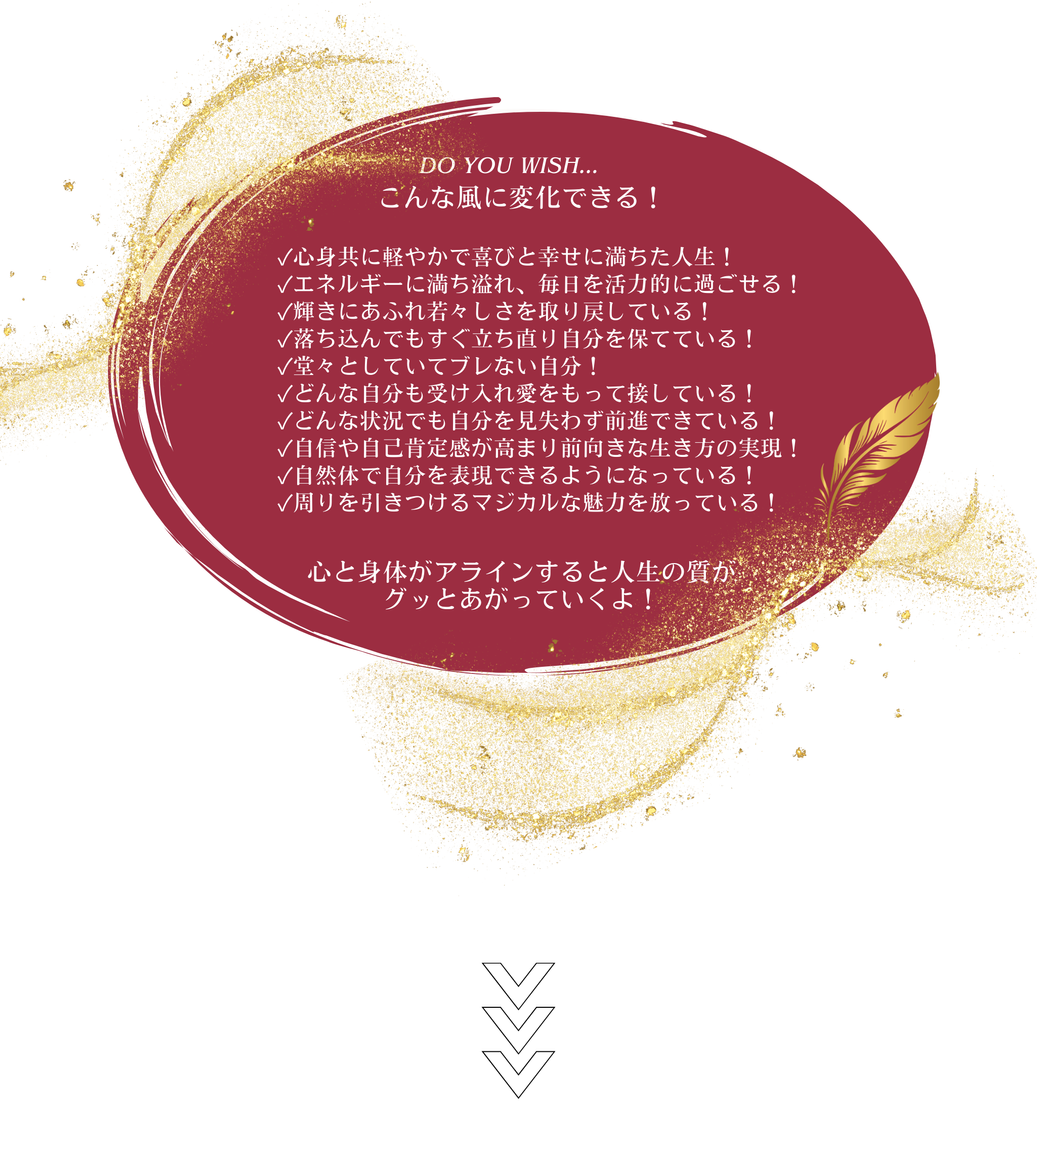 DO YOU WISH...
こんな風に変化できる！
✓心身共に軽やかで喜びと幸せに満ちた人生！
✓エネルギーに満ち溢れ、毎日を活力的に過ごせる！
✓輝きにあふれ若々しさを取り戻している！
✓落ち込んでもすぐ立ち直り自分を保てている！
✓堂々としていてブレない自分！
✓どんな自分も受け入れ愛をもって接している！
✓どんな状況でも自分を見失わず前進できている！
✓自信や自己肯定感が高まり前向きな生き方の実現！
✓自然体で自分を表現できるようになっている！
✓周りを引きつけるマジカルな魅力を放っている！
心と身体がアラインすると人生の質が
グッとあがっていくよ！